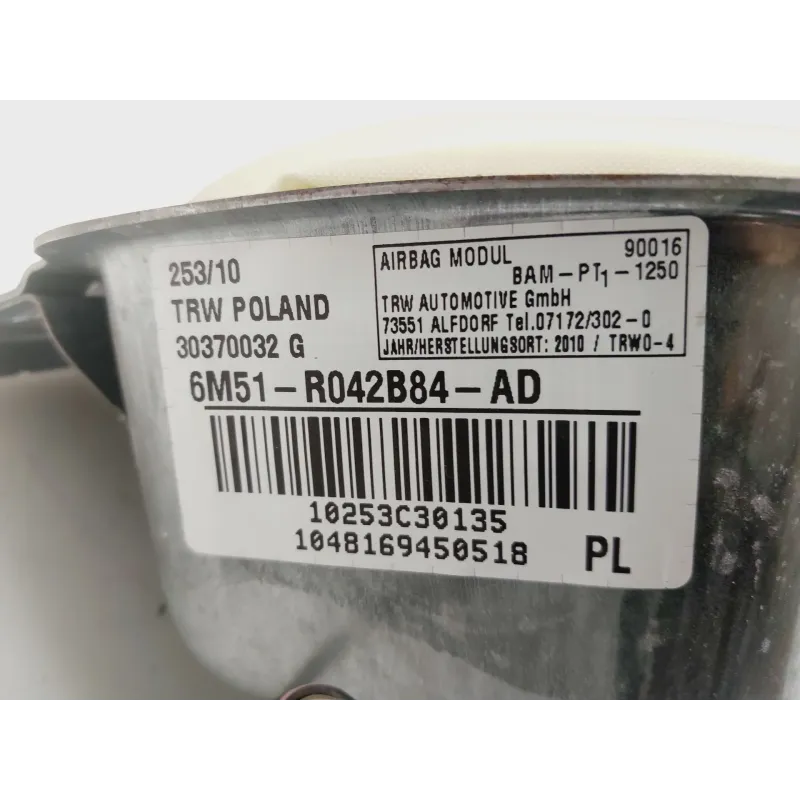 253/10
TRW POLAND
30370032 G
AIRBAG MODUL 90016
BAM-PT1-1250
TRW AUTOMOTIVE GmbH
73551 ALFDORF Tel.07172/302-0
JAHR/HERSTELLUNGSORT: 2010 / TRWO-4
6M51-R042B84-AD
10253C30135
1048169450518 PL